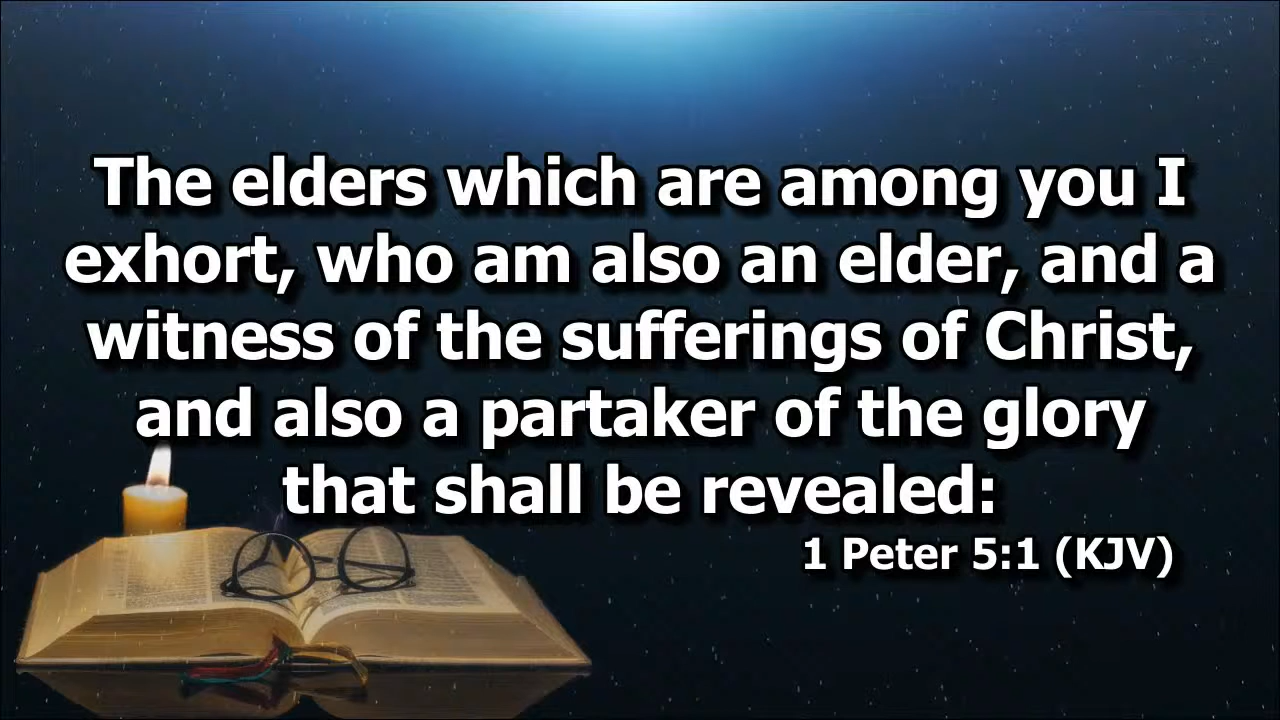 The elders which are among you I
exhort, who am also an elder, and a
witness of the sufferings of Christ,
and also a partaker of the glory
that shall be revealed:
1 Peter 5:1 (KJV)